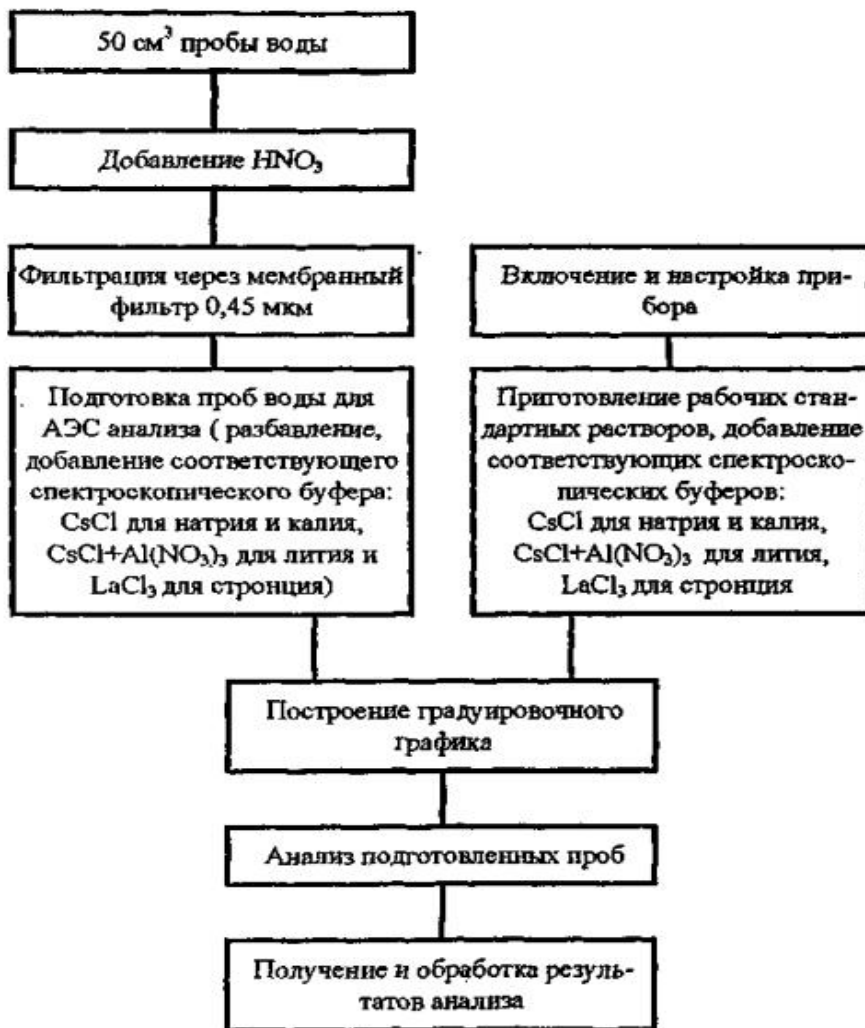 50 см³ пробы воды
Добавление HNO₃
Фильтрация через мембранный
фильтр 0,45 мкм
Подготовка проб воды для
АЭС анализа ( разбавление,
добавление соответствующего
спектроскопического буфера:
CsCl для натрия и калия,
CsCl+Al(NO₃)₃ для лития и
LaCl₃ для стронция)
Включение и настройка при-
бора
Приготовление рабочих стан-
дартных растворов, добавление
соответствующих спектроско-
пических буферов:
CsCl для натрия и калия,
CsCl+Al(NO₃)₃ для лития,
LaCl₃ для стронция
Построение градуировочного
графика
Анализ подготовленных проб
Получение и обработка резуль-
татов анализа